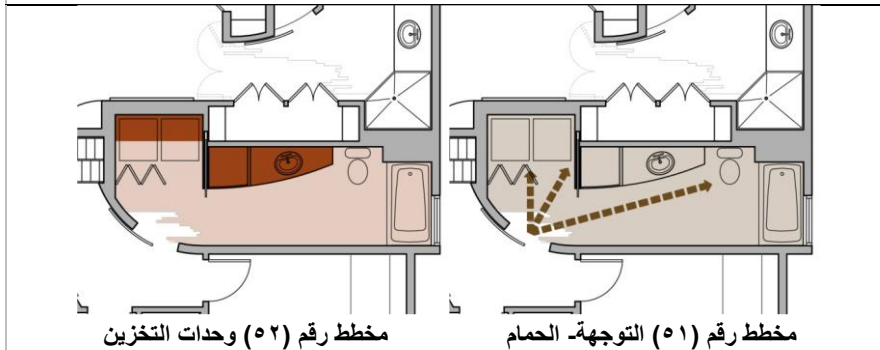 مخطط رقم (٥١) التوجهة- الحمام
مخطط رقم (٥٢) وحدات التخزين